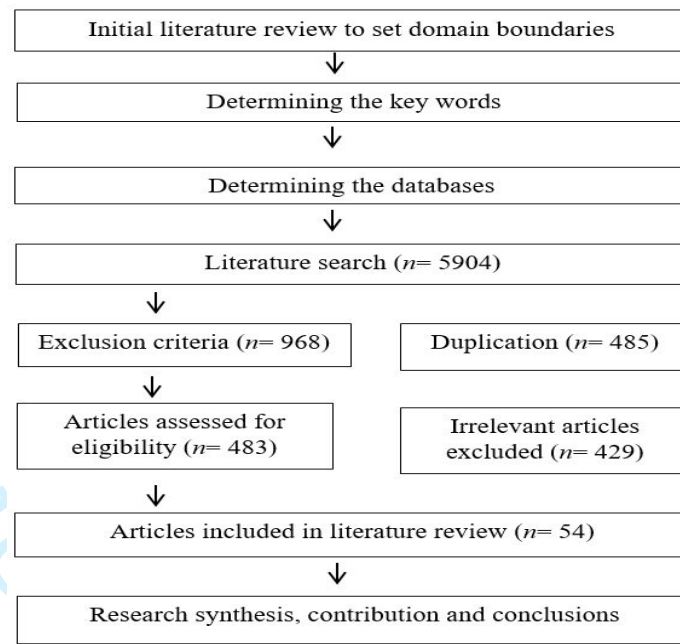 Initial literature review to set domain boundaries
Determining the key words
Determining the databases
Literature search (n= 5904)
Exclusion criteria (n= 968)
Duplication (n= 485)
Articles assessed for
eligibility (n= 483)
Irrelevant articles
excluded (n= 429)
Articles included in literature review (n= 54)
Research synthesis, contribution and conclusions